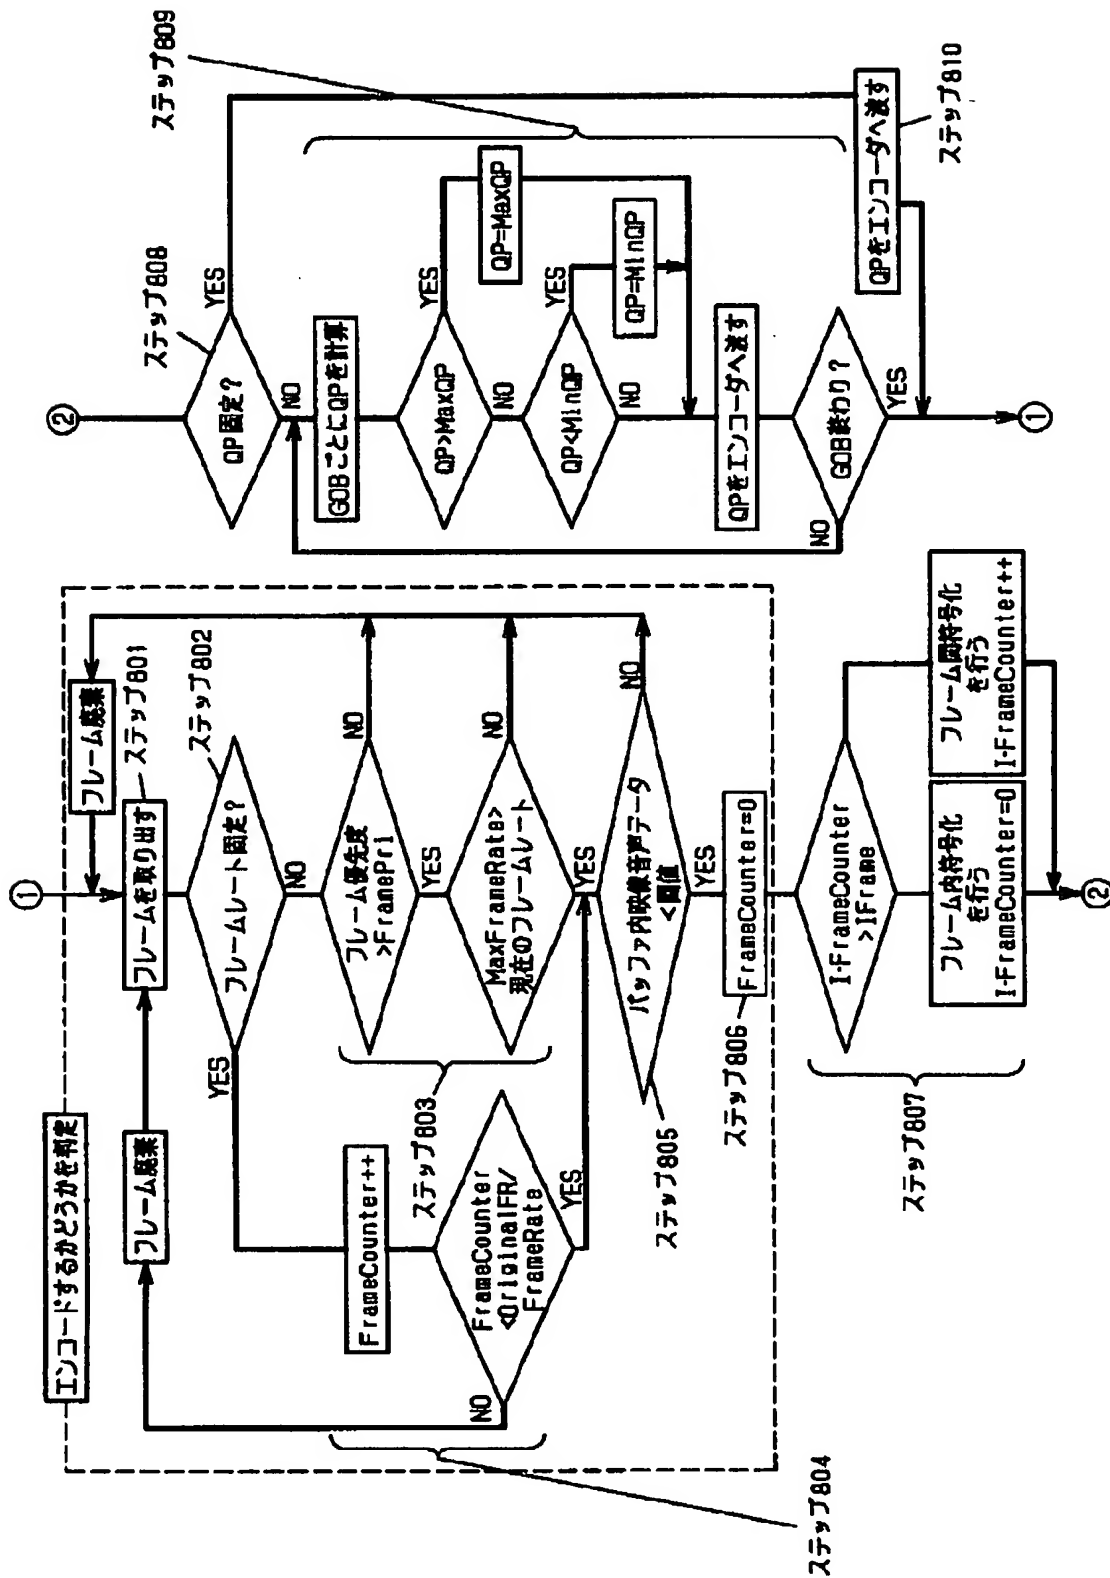 エンコードするかどうかを判定
①
フレーム廃棄
フレーム廃棄
フレームを取り出す
ステップ801
フレームレート固定?
ステップ802
YES
NO
FrameCounter++
フレーム優先度
>FramePri
NO
YES
ステップ803
FrameCounter
<OriginalFR/
FrameRate
NO
YES
MaxFrameRate>
現在のフレームレート
NO
YES
ステップ804
バッファ内映像音声データ
<閾値
NO
YES
ステップ805
FrameCounter=0
ステップ806
I-FrameCounter
>IFrame
ステップ807
フレーム内符号化
を行う
I-FrameCounter=0
フレーム間符号化
を行う
I-FrameCounter++
②
②
QP固定?
ステップ808
YES
NO
GOBごとにQPを計算
ステップ809
QP>MaxQP
YES
NO
QP=MaxQP
QP<MinQP
YES
NO
QP=MinQP
QPをエンコーダへ渡す
GOB終わり?
NO
YES
QPをエンコーダへ渡す
ステップ810
①